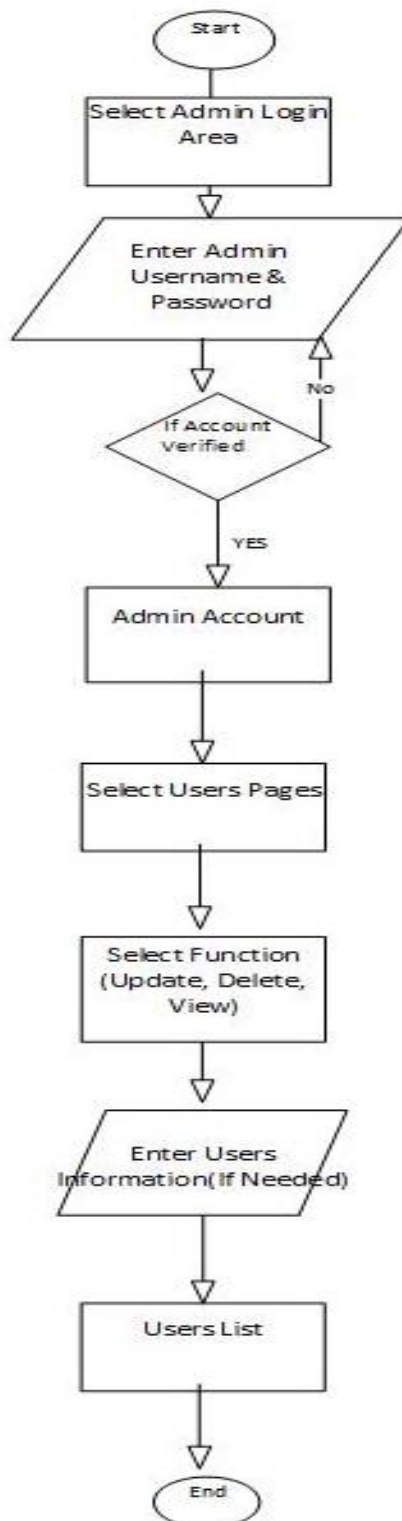 Start
Select Admin Login
Area
Enter Admin
Username &
Password
No
If Account
Verified
YES
Admin Account
Select Users Pages
Select Function
(Update, Delete,
View)
Enter Users
Information(If Needed)
Users List
End